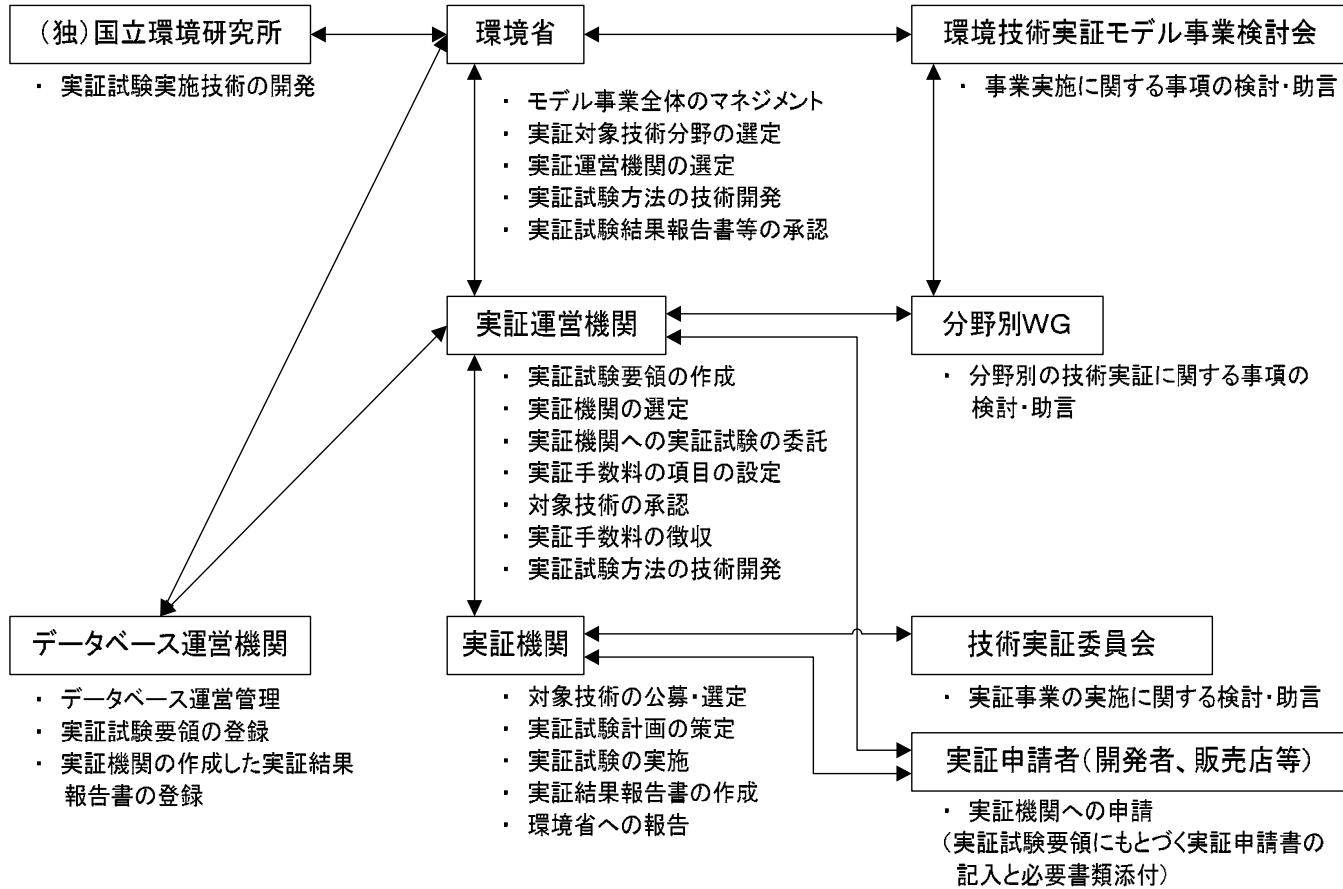 （独）国立環境研究所
・ 実証試験実施技術の開発
環境省
・ モデル事業全体のマネジメント
・ 実証対象技術分野の選定
・ 実証運営機関の選定
・ 実証試験方法の技術開発
・ 実証試験結果報告書等の承認
環境技術実証モデル事業検討会
・ 事業実施に関する事項の検討・助言
実証運営機関
・ 実証試験要領の作成
・ 実証機関の選定
・ 実証機関への実証試験の委託
・ 実証手数料の項目の設定
・ 対象技術の承認
・ 実証手数料の徴収
・ 実証試験方法の技術開発
分野別ＷＧ
・ 分野別の技術実証に関する事項の
検討・助言
データベース運営機関
・ データベース運営管理
・ 実証試験要領の登録
・ 実証機関の作成した実証結果
報告書の登録
実証機関
・ 対象技術の公募・選定
・ 実証試験計画の策定
・ 実証試験の実施
・ 実証結果報告書の作成
・ 環境省への報告
技術実証委員会
・ 実証事業の実施に関する検討・助言
実証申請者（開発者、販売店等）
・ 実証機関への申請
（実証試験要領にもとづく実証申請書の
記入と必要書類添付）